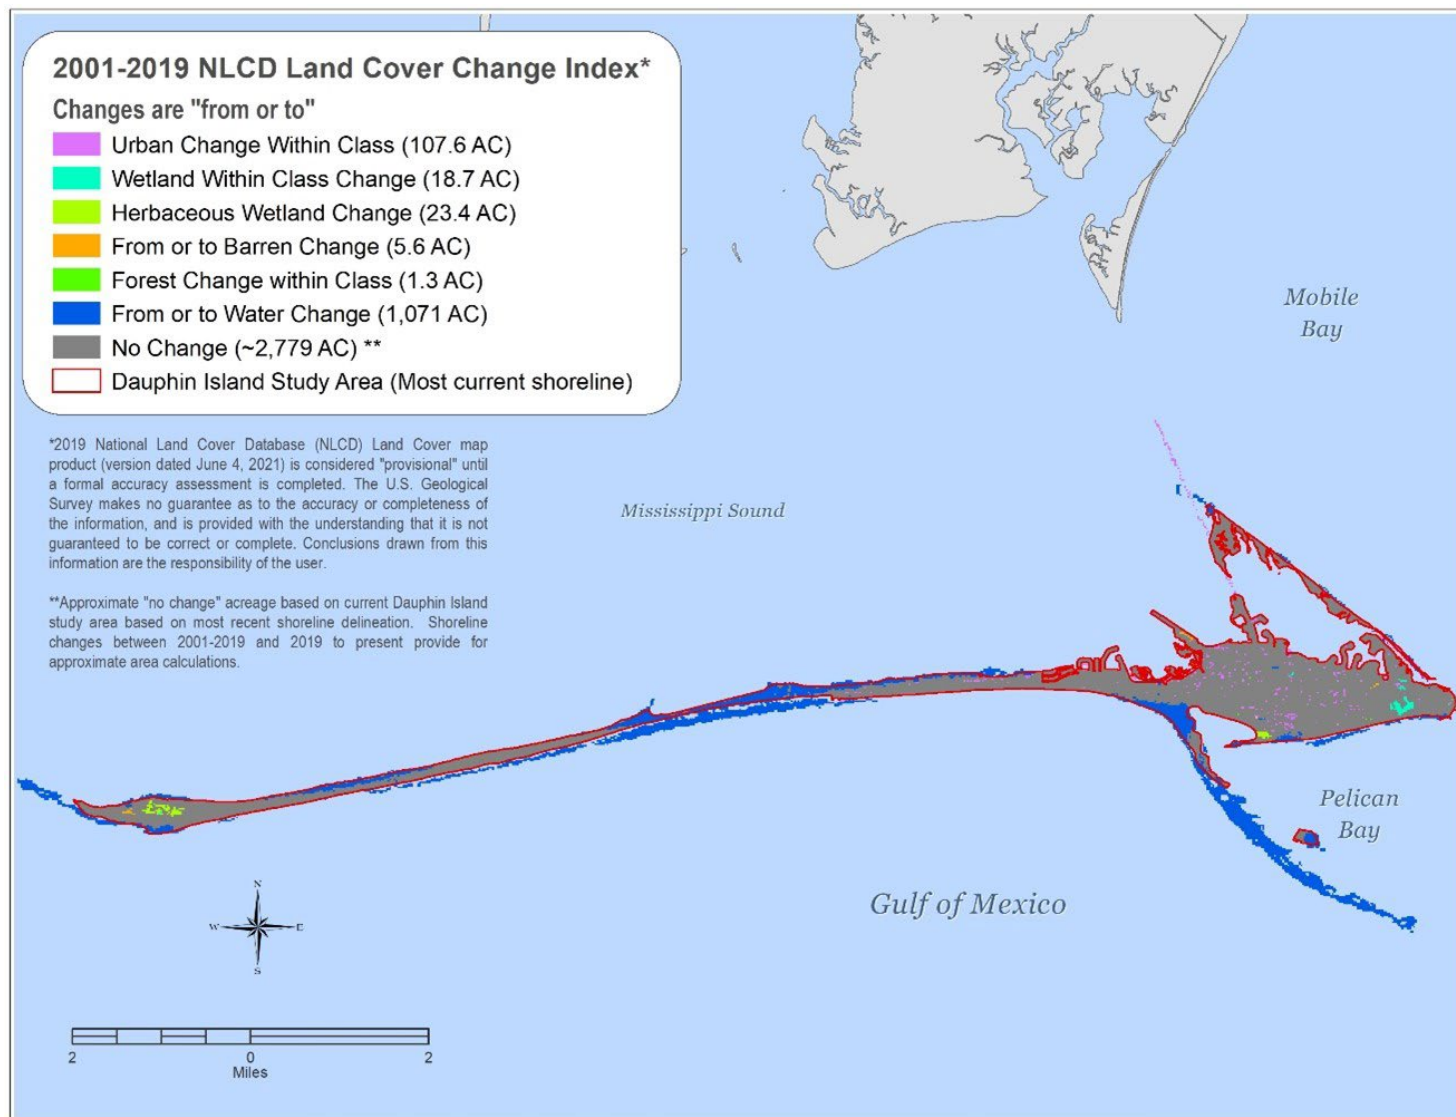 2001-2019 NLCD Land Cover Change Index*
Changes are "from or to"
Urban Change Within Class (107.6 AC)
Wetland Within Class Change (18.7 AC)
Herbaceous Wetland Change (23.4 AC)
From or to Barren Change (5.6 AC)
Forest Change within Class (1.3 AC)
From or to Water Change (1,071 AC)
No Change (~2,779 AC) **
Dauphin Island Study Area (Most current shoreline)
*2019 National Land Cover Database (NLCD) Land Cover map
product (version dated June 4, 2021) is considered "provisional" until
a formal accuracy assessment is completed. The U.S. Geological
Survey makes no guarantee as to the accuracy or completeness of
the information, and is provided with the understanding that it is not
guaranteed to be correct or complete. Conclusions drawn from this
information are the responsibility of the user.
**Approximate "no change" acreage based on current Dauphin Island
study area based on most recent shoreline delineation. Shoreline
changes between 2001-2019 and 2019 to present provide for
approximate area calculations.
Mobile
Bay
Mississippi Sound
Pelican
Bay
Gulf of Mexico
N
W E
S
2 0 2
Miles